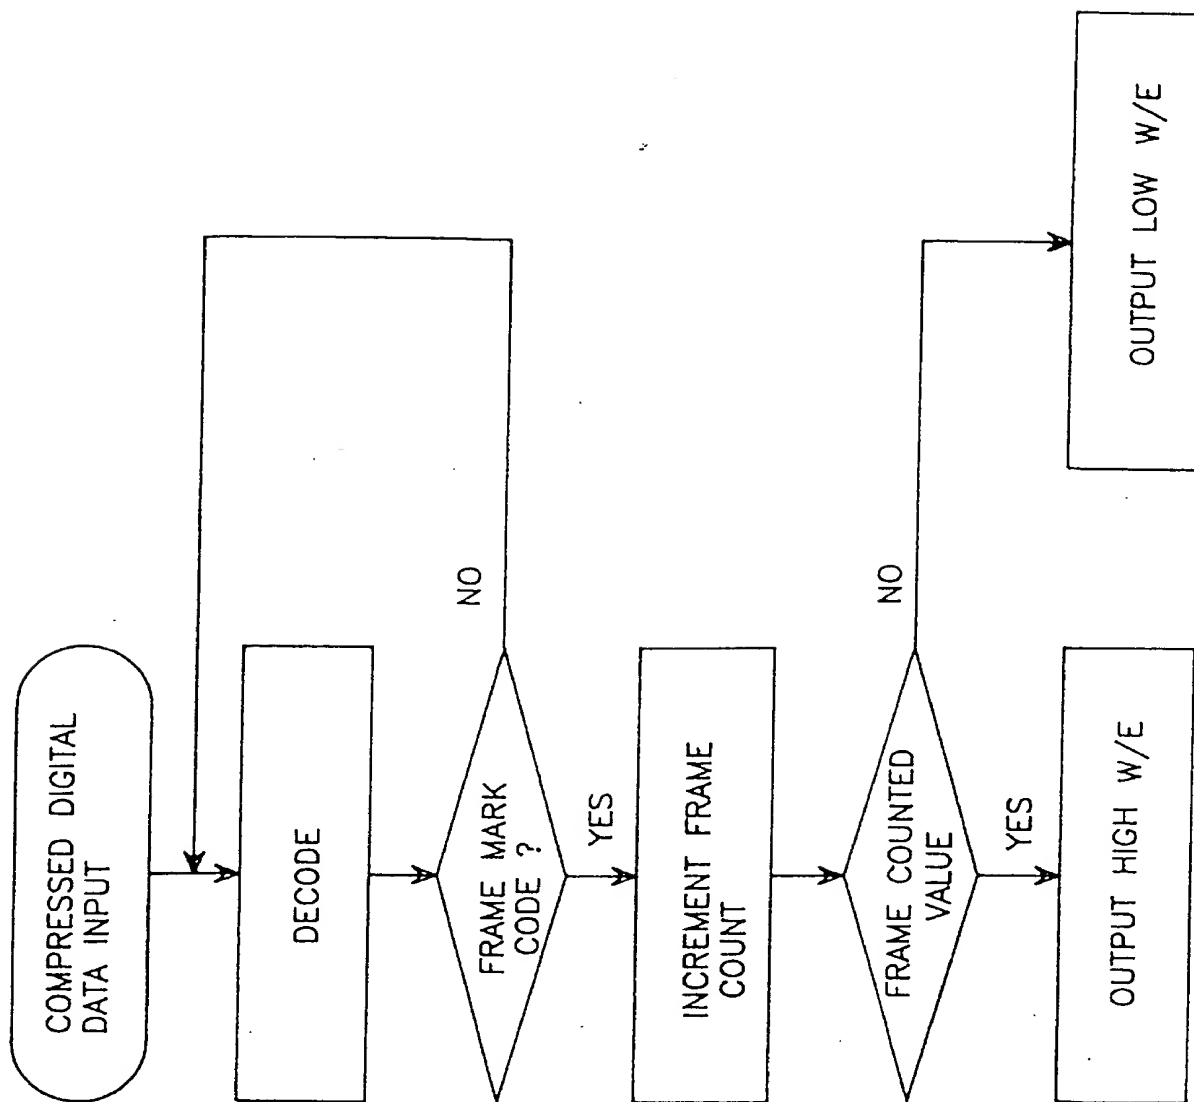 COMPRESSED DIGITAL
DATA INPUT
DECODE
FRAME MARK
CODE ?
NO
YES
INCREMENT FRAME
COUNT
FRAME COUNTED
VALUE
NO
YES
OUTPUT HIGH W/E
OUTPUT LOW W/E